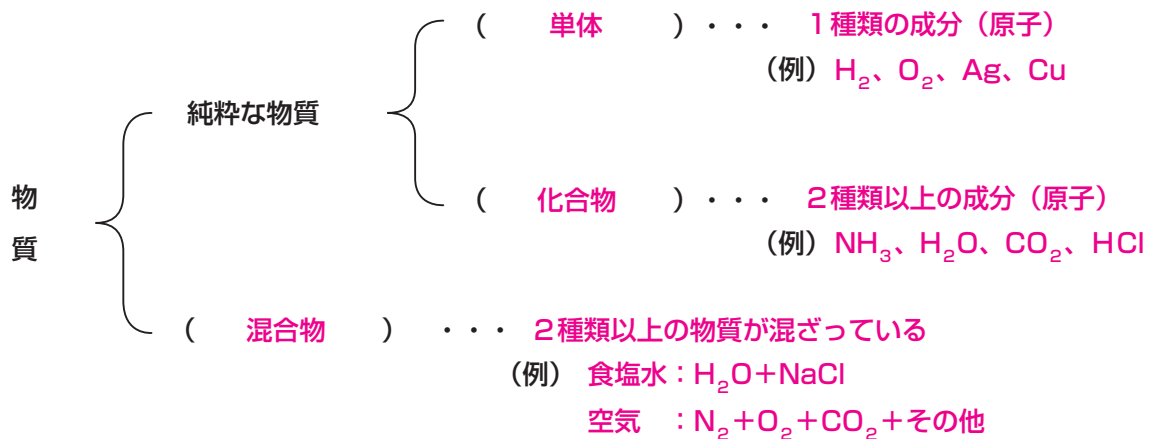 ( 単体 )・・・ 1種類の成分(原子)
(例) H₂、O₂、Ag、Cu
純粋な物質
( 化合物 )・・・ 2種類以上の成分(原子)
(例) NH₃、H₂O、CO₂、HCl
物質
( 混合物 ) ・・・ 2種類以上の物質が混ざっている
(例) 食塩水:H₂O+NaCl
空気 :N₂+O₂+CO₂+その他